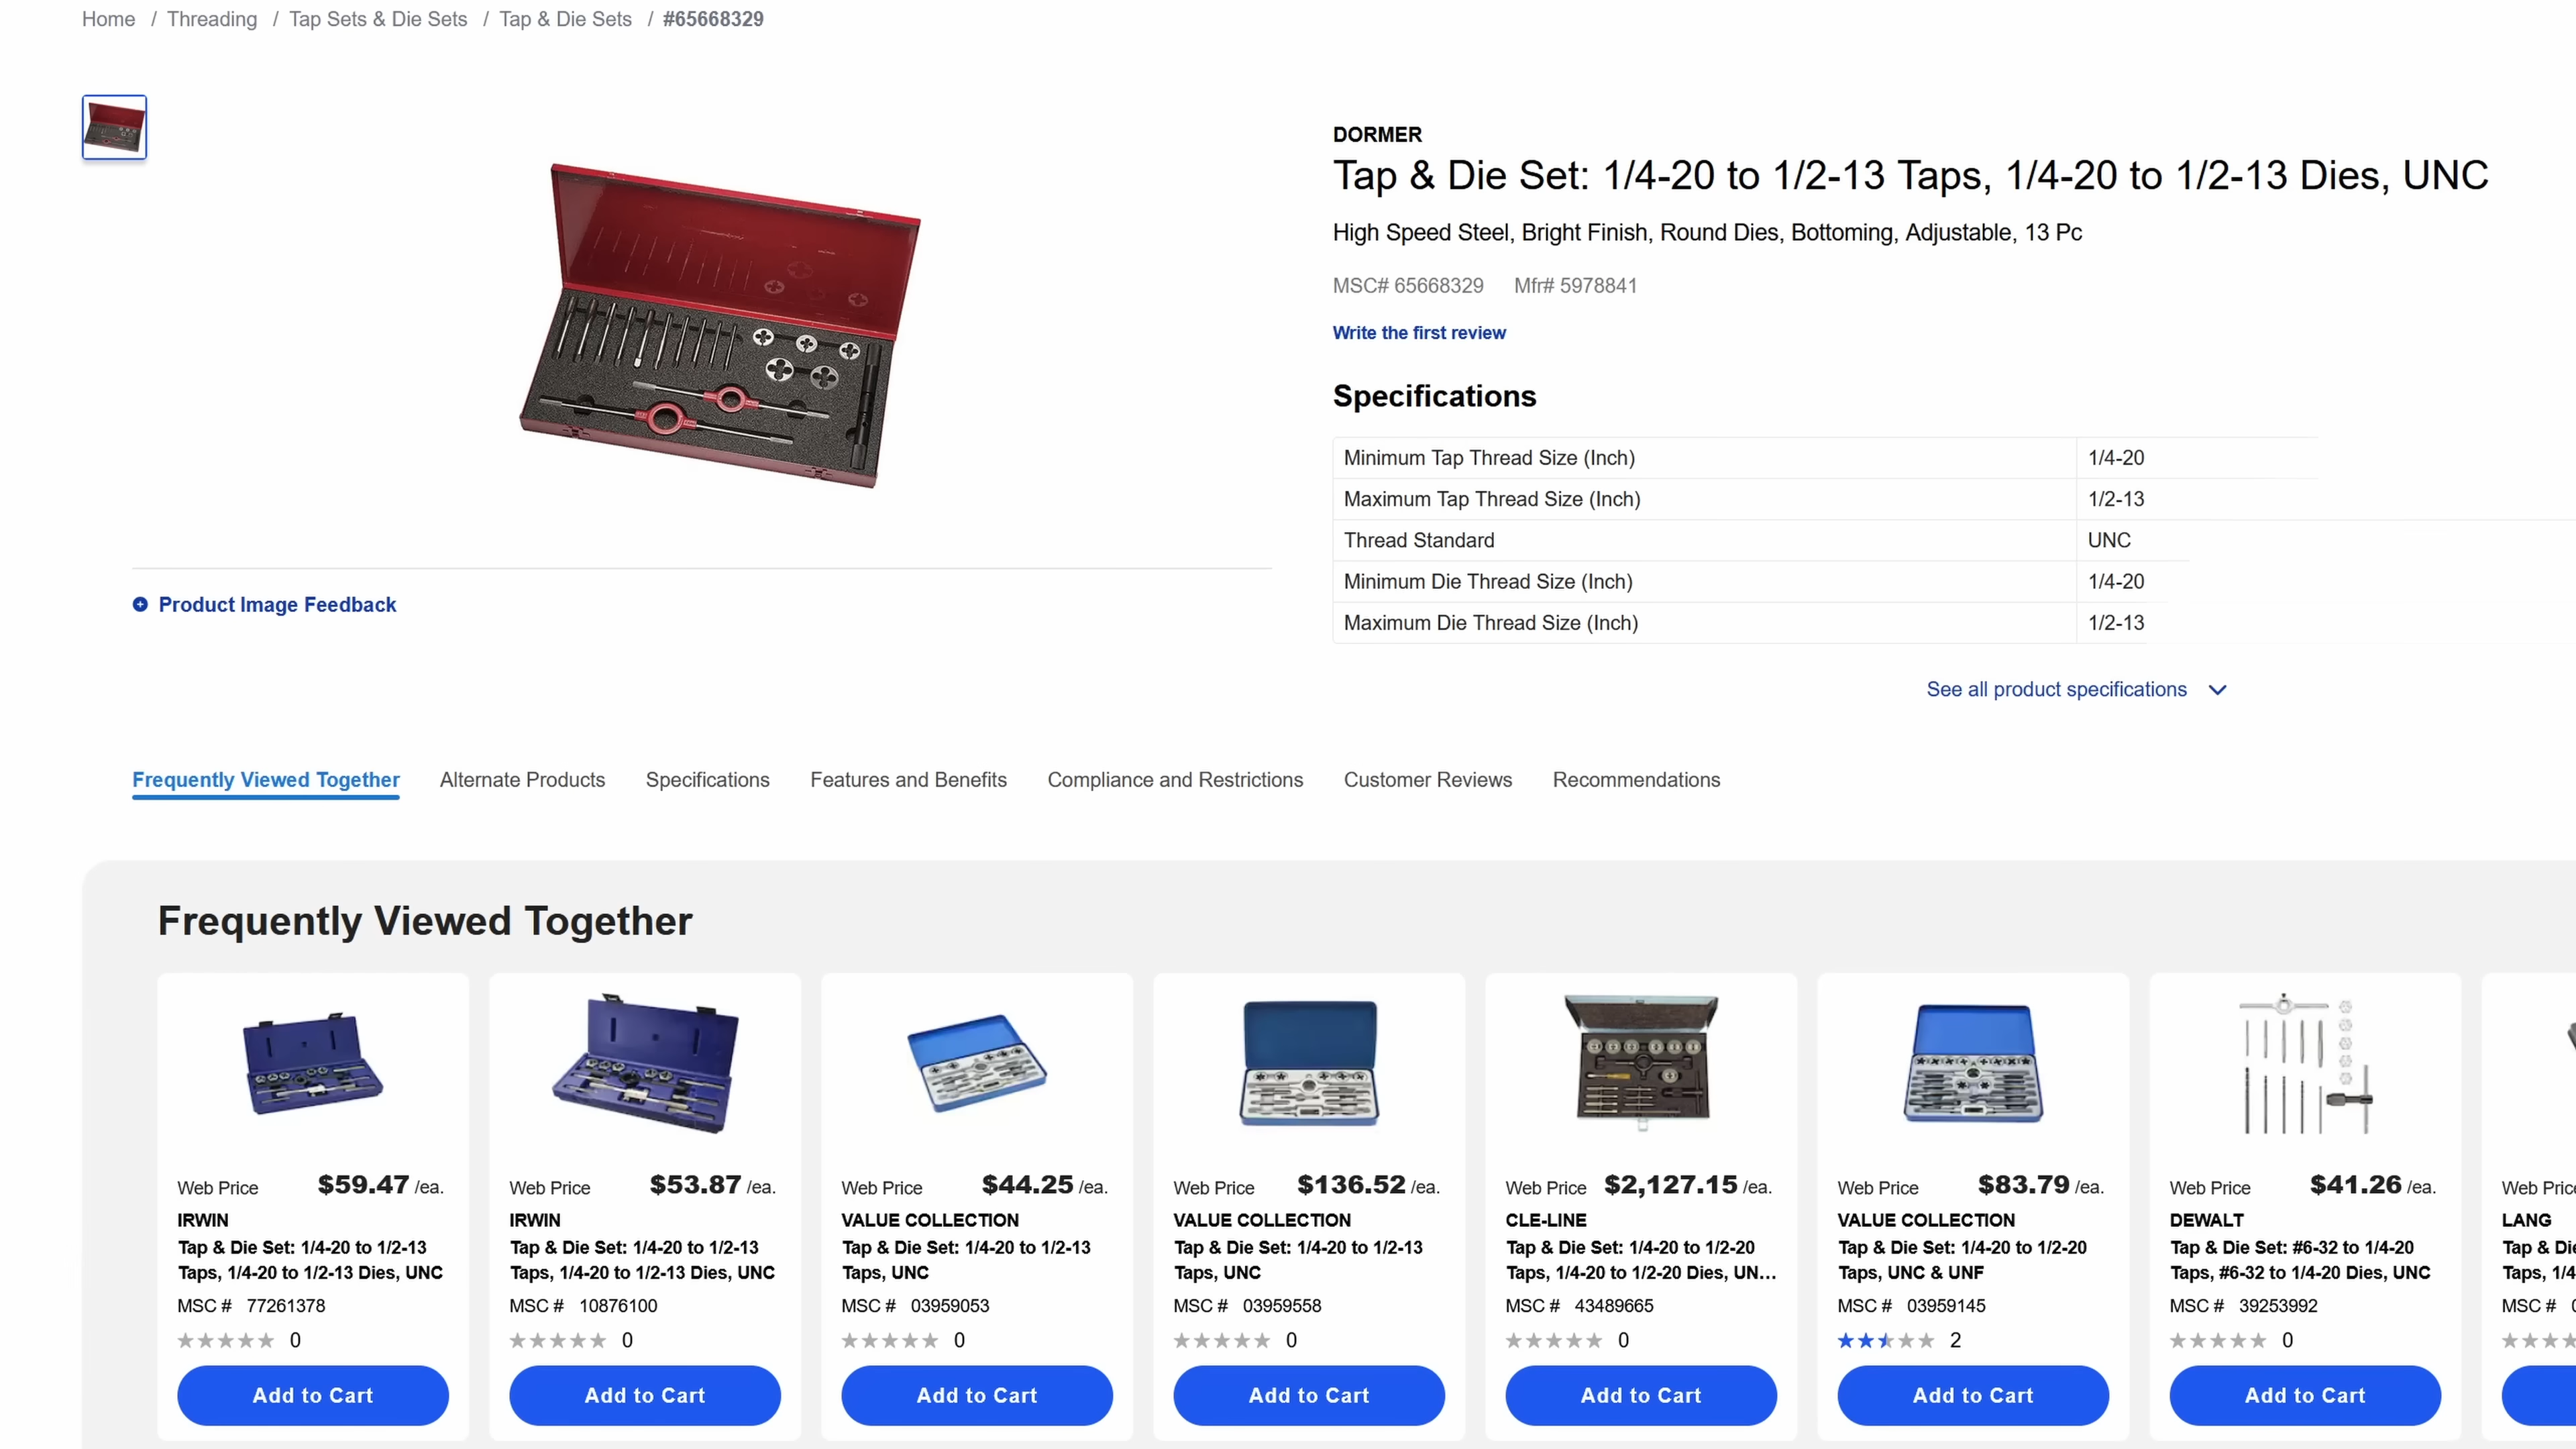 Home / Threading / Tap Sets & Die Sets / Tap & Die Sets / #65668329
DORMER
Tap & Die Set: 1/4-20 to 1/2-13 Taps, 1/4-20 to 1/2-13 Dies, UNC
High Speed Steel, Bright Finish, Round Dies, Bottoming, Adjustable, 13 Pc
MSC# 65668329 Mfr# 5978841
Write the first review
Specifications
Minimum Tap Thread Size (Inch) 1/4-20
Maximum Tap Thread Size (Inch) 1/2-13
Thread Standard UNC
Minimum Die Thread Size (Inch) 1/4-20
Maximum Die Thread Size (Inch) 1/2-13
See all product specifications
Product Image Feedback
Frequently Viewed Together Alternate Products Specifications Features and Benefits Compliance and Restrictions Customer Reviews Recommendations
Frequently Viewed Together
Web Price $59.47 /ea.
IRWIN
Tap & Die Set: 1/4-20 to 1/2-13
Taps, 1/4-20 to 1/2-13 Dies, UNC
MSC # 77261378
0
Add to Cart
Web Price $53.87 /ea.
IRWIN
Tap & Die Set: 1/4-20 to 1/2-13
Taps, 1/4-20 to 1/2-13 Dies, UNC
MSC # 10876100
0
Add to Cart
Web Price $44.25 /ea.
VALUE COLLECTION
Tap & Die Set: 1/4-20 to 1/2-13
Taps, UNC
MSC # 03959053
0
Add to Cart
Web Price $136.52 /ea.
VALUE COLLECTION
Tap & Die Set: 1/4-20 to 1/2-13
Taps, UNC
MSC # 03959558
0
Add to Cart
Web Price $2,127.15 /ea.
CLE-LINE
Tap & Die Set: 1/4-20 to 1/2-20
Taps, 1/4-20 to 1/2-20 Dies, UN...
MSC # 43489665
0
Add to Cart
Web Price $83.79 /ea.
VALUE COLLECTION
Tap & Die Set: 1/4-20 to 1/2-20
Taps, UNC & UNF
MSC # 03959145
2
Add to Cart
Web Price $41.26 /ea.
DEWALT
Tap & Die Set: #6-32 to 1/4-20
Taps, #6-32 to 1/4-20 Dies, UNC
MSC # 39253992
0
Add to Cart
Web
LANG
Tap &
Taps,
MSC #